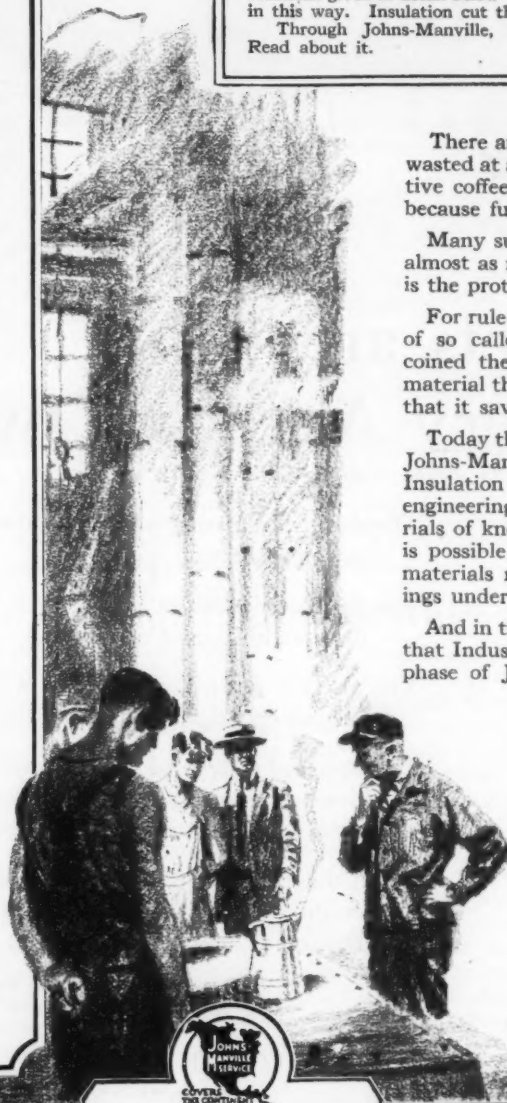 in this way. Insulation cut th
Through Johns-Manville,
Read about it.
There a
wasted at
tive coffee
because fu
Many su
almost as
is the prot
For rule
of so calle
coined the
material th
that it sav
Today th
Johns-Man
Insulation
engineering
rials of kn
is possible
materials
ings under
And in t
that Indus
phase of J
JOHNS-
MANVILLE
SERVICE
COVERS
THE CONTINENT